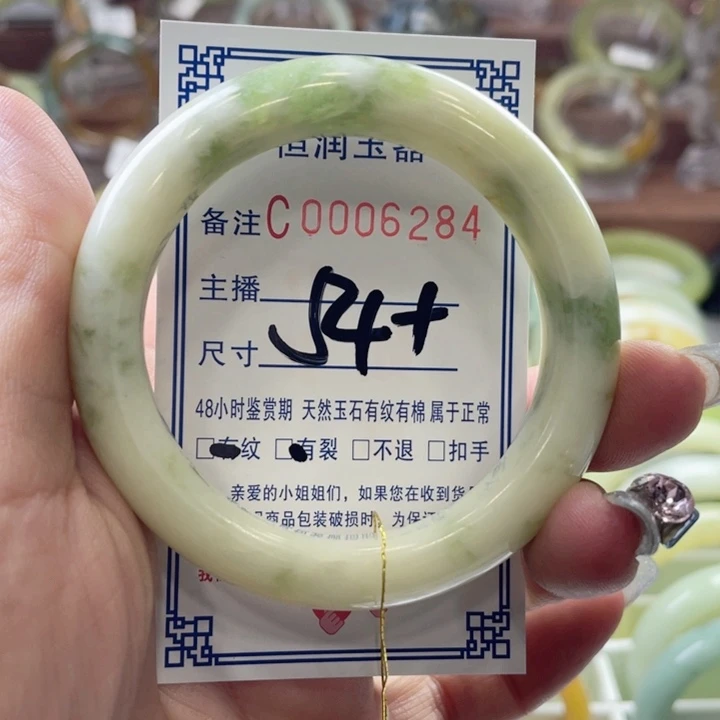 恒润玉器
备注C0006284
主播
尺寸 54+
48小时鉴赏期 天然玉石有纹有棉 属于正常
□有纹 □有裂 □不退 □扣手
亲爱的小姐姐们，如果您在收到货
商品包装破损时，为保